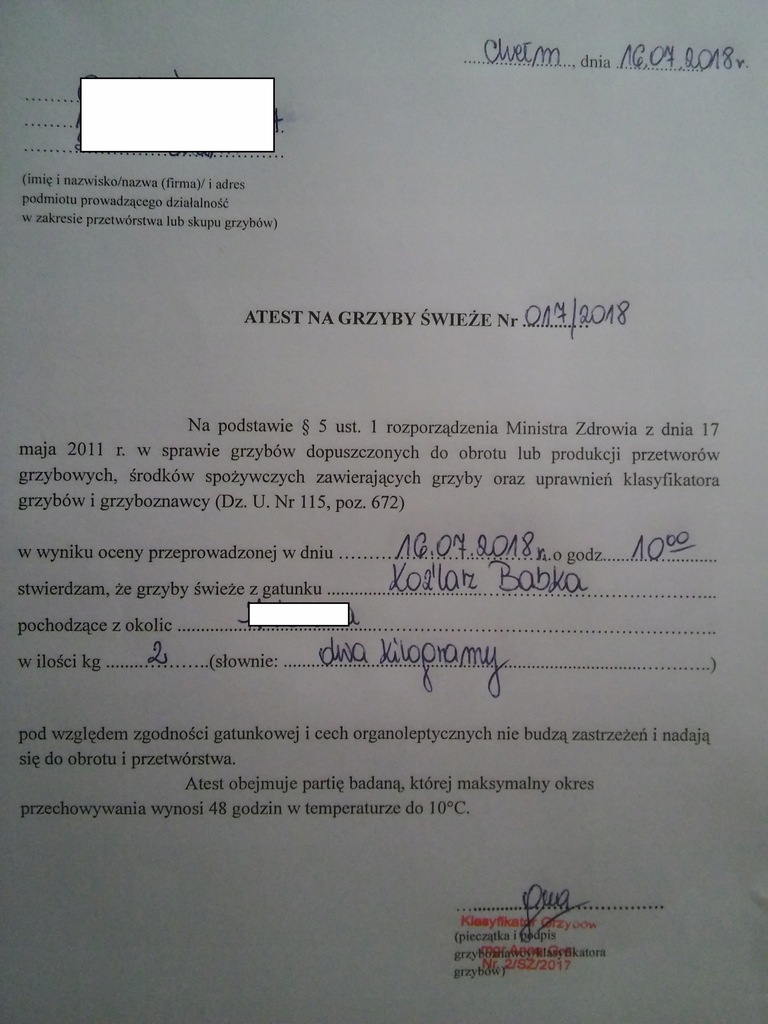 Chełm, dnia 16.07.2018 r.
(imię i nazwisko/nazwa (firma)/ i adres
podmiotu prowadzącego działalność
w zakresie przetwórstwa lub skupu grzybów)
ATEST NA GRZYBY ŚWIEŻE Nr 017/2018
Na podstawie § 5 ust. 1 rozporządzenia Ministra Zdrowia z dnia 17
maja 2011 r. w sprawie grzybów dopuszczonych do obrotu lub produkcji przetworów
grzybowych, środków spożywczych zawierających grzyby oraz uprawnień klasyfikatora
grzybów i grzyboznawcy (Dz. U. Nr 115, poz. 672)
w wyniku oceny przeprowadzonej w dniu ......... 16.07.2018 r. o godz..... 10 00
stwierdzam, że grzyby świeże z gatunku ......... Koźlarz Babka
pochodzące z okolic .........
w ilości kg ......... 2 .........(słownie: ......... dwa kilogramy .........)
pod względem zgodności gatunkowej i cech organoleptycznych nie budzą zastrzeżeń i nadają
się do obrotu i przetwórstwa.
Atest obejmuje partię badaną, której maksymalny okres
przechowywania wynosi 48 godzin w temperaturze do 10°C.
Klasyfikator Grzybów
(pieczątka i podpis
grzyboznawcy/klasyfikatora
mgr Anna
Nr. 2/SZ/2017
grzybów)